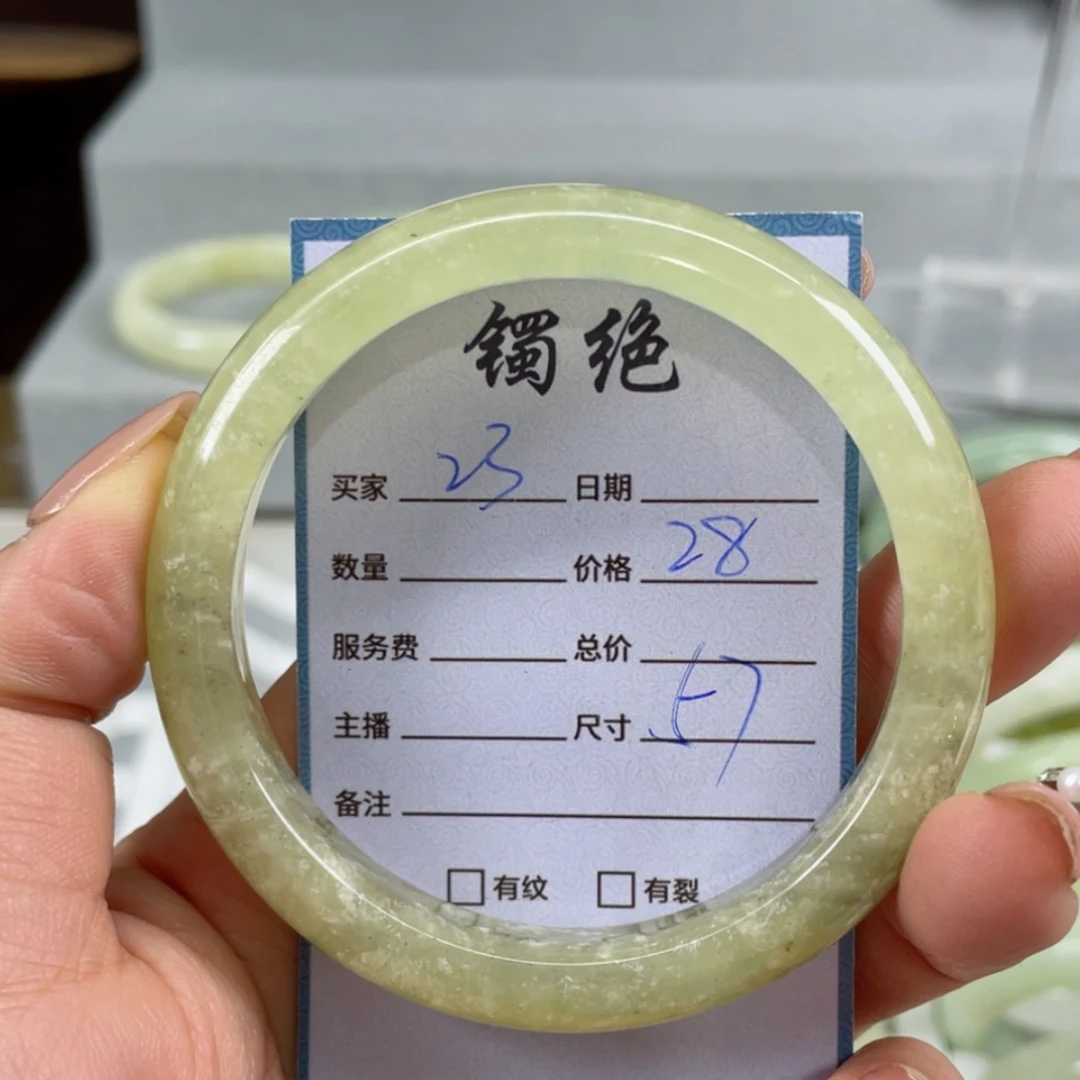 镯绝
买家 23 日期
数量 价格 28
服务费 总价
主播 尺寸 57
备注
□有纹 □有裂